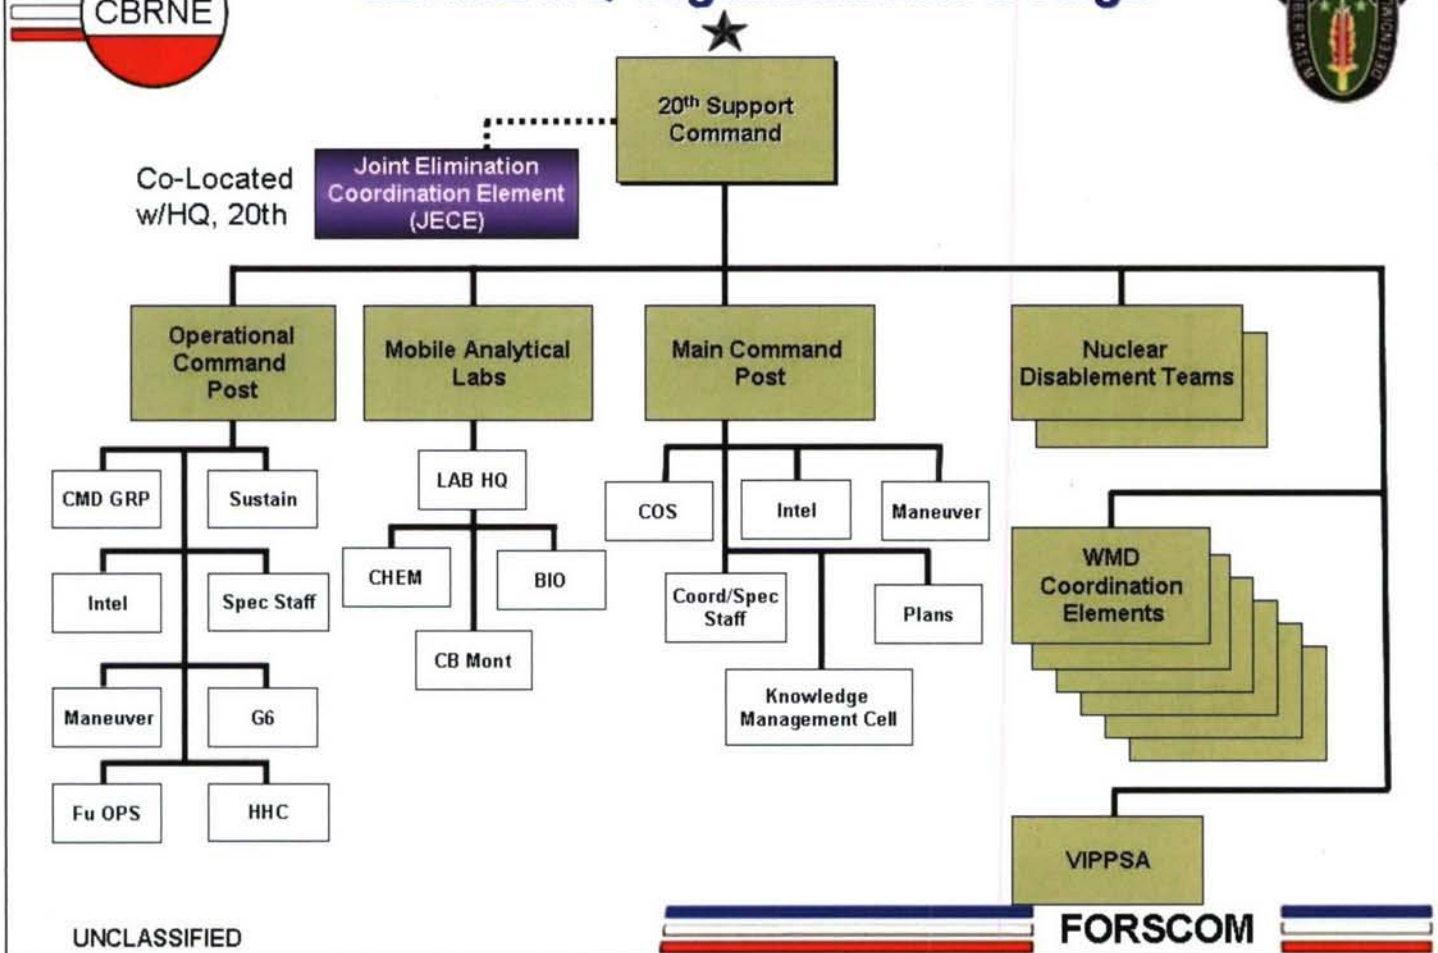 CBRNE
LIBERTATEM
DEFENDIMUS
20th Support
Command
Co-Located
w/HQ, 20th
Joint Elimination
Coordination Element
(JECE)
Operational
Command
Post
Mobile Analytical
Labs
Main Command
Post
Nuclear
Disablement Teams
CMD GRP
Sustain
LAB HQ
COS
Intel
Maneuver
Intel
Spec Staff
CHEM
BIO
Coord/Spec
Staff
Plans
WMD
Coordination
Elements
CB Mont
Maneuver
G6
Knowledge
Management Cell
Fu OPS
HHC
VIPPSA
UNCLASSIFIED
FORSCOM